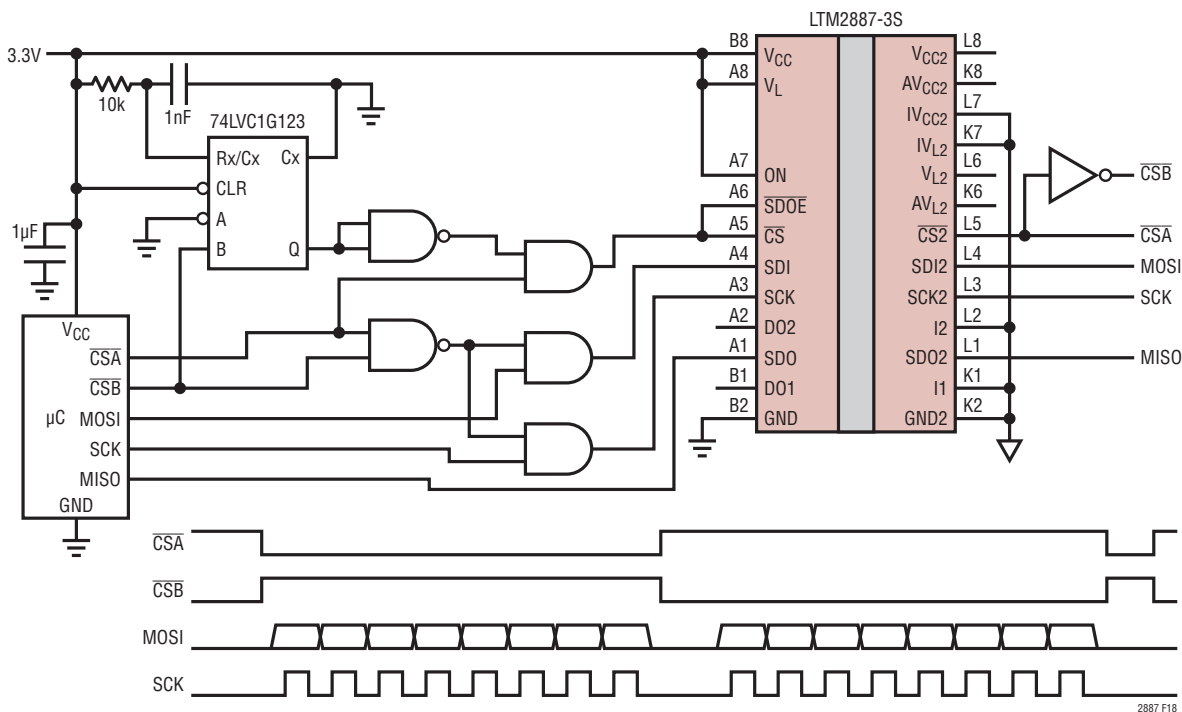 LTM2887-3S
3.3V
10k
1nF
74LVC1G123
Rx/Cx
Cx
CLR
A
B
Q
1µF
VCC
CSA
CSB
µC
MOSI
SCK
MISO
GND
B8
VCC
A8
VL
A7
ON
A6
SDOE
A5
CS
A4
SDI
A3
SCK
A2
DO2
A1
SDO
B1
DO1
B2
GND
L8
VCC2
K8
AVCC2
L7
IVCC2
K7
IVL2
L6
VL2
K6
AVL2
L5
CS2
L4
SDI2
L3
SCK2
L2
I2
L1
SDO2
K1
I1
K2
GND2
CSB
CSA
MOSI
SCK
MISO
CSA
CSB
MOSI
SCK
2887 F18